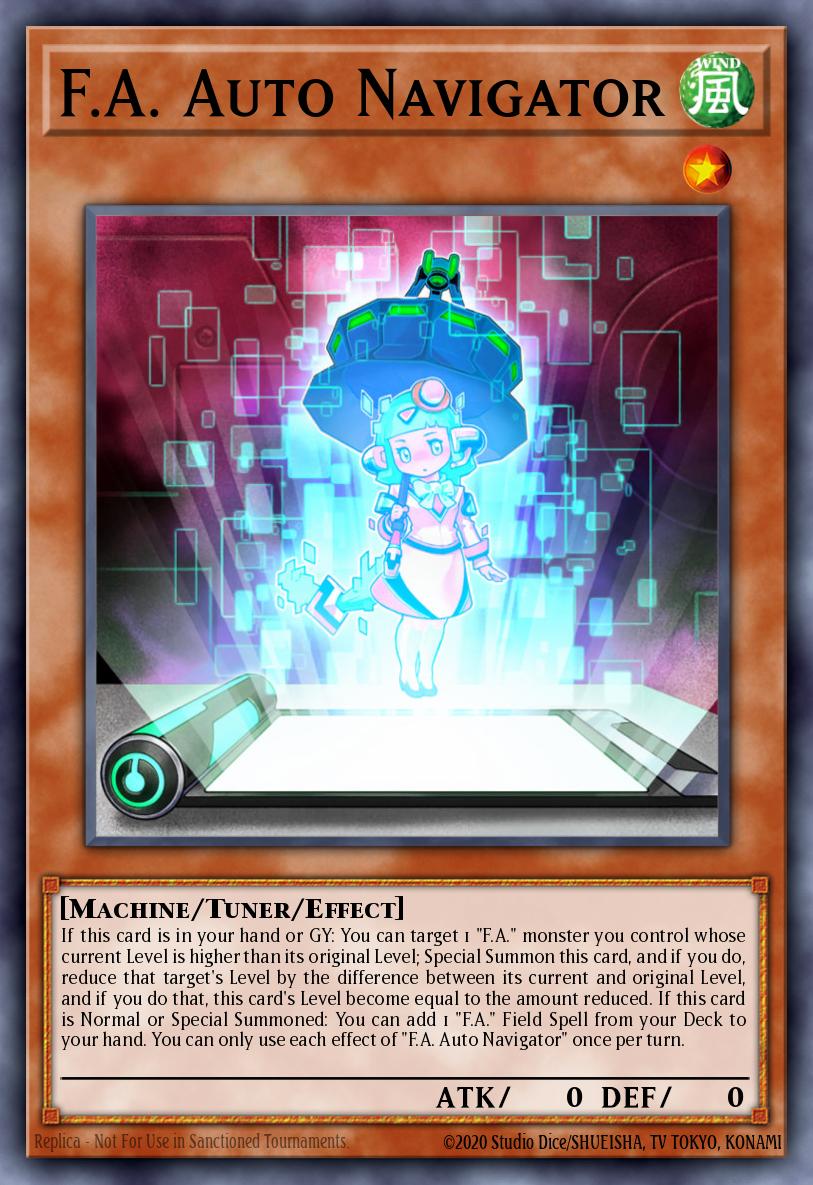 F.A. Auto Navigator
WIND
風
[Machine/Tuner/Effect]
If this card is in your hand or GY: You can target 1 "F.A." monster you control whose
current Level is higher than its original Level; Special Summon this card, and if you do,
reduce that target's Level by the difference between its current and original Level,
and if you do that, this card's Level become equal to the amount reduced. If this card
is Normal or Special Summoned: You can add 1 "F.A." Field Spell from your Deck to
your hand. You can only use each effect of "F.A. Auto Navigator" once per turn.
ATK/ 0 DEF/ 0
Replica - Not For Use in Sanctioned Tournaments.
©2020 Studio Dice/SHUEISHA, TV TOKYO, KONAMI